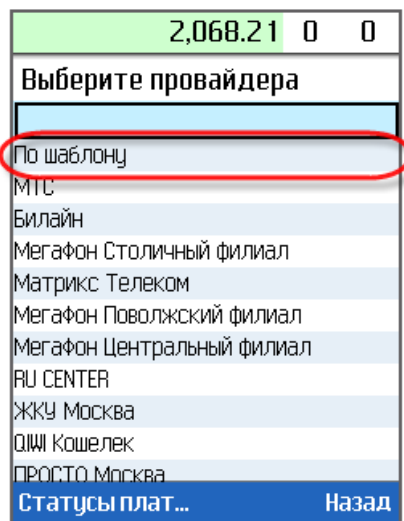 2,068.21 0 0
Выберите провайдера
По шаблону
МТС
Билайн
Мегафон Столичный филиал
Матрикс Телеком
Мегафон Поволжский филиал
Мегафон Центральный филиал
RU CENTER
ЖКУ Москва
QIWI Кошелек
ПРОСТО Москва
Статусы плат... Назад